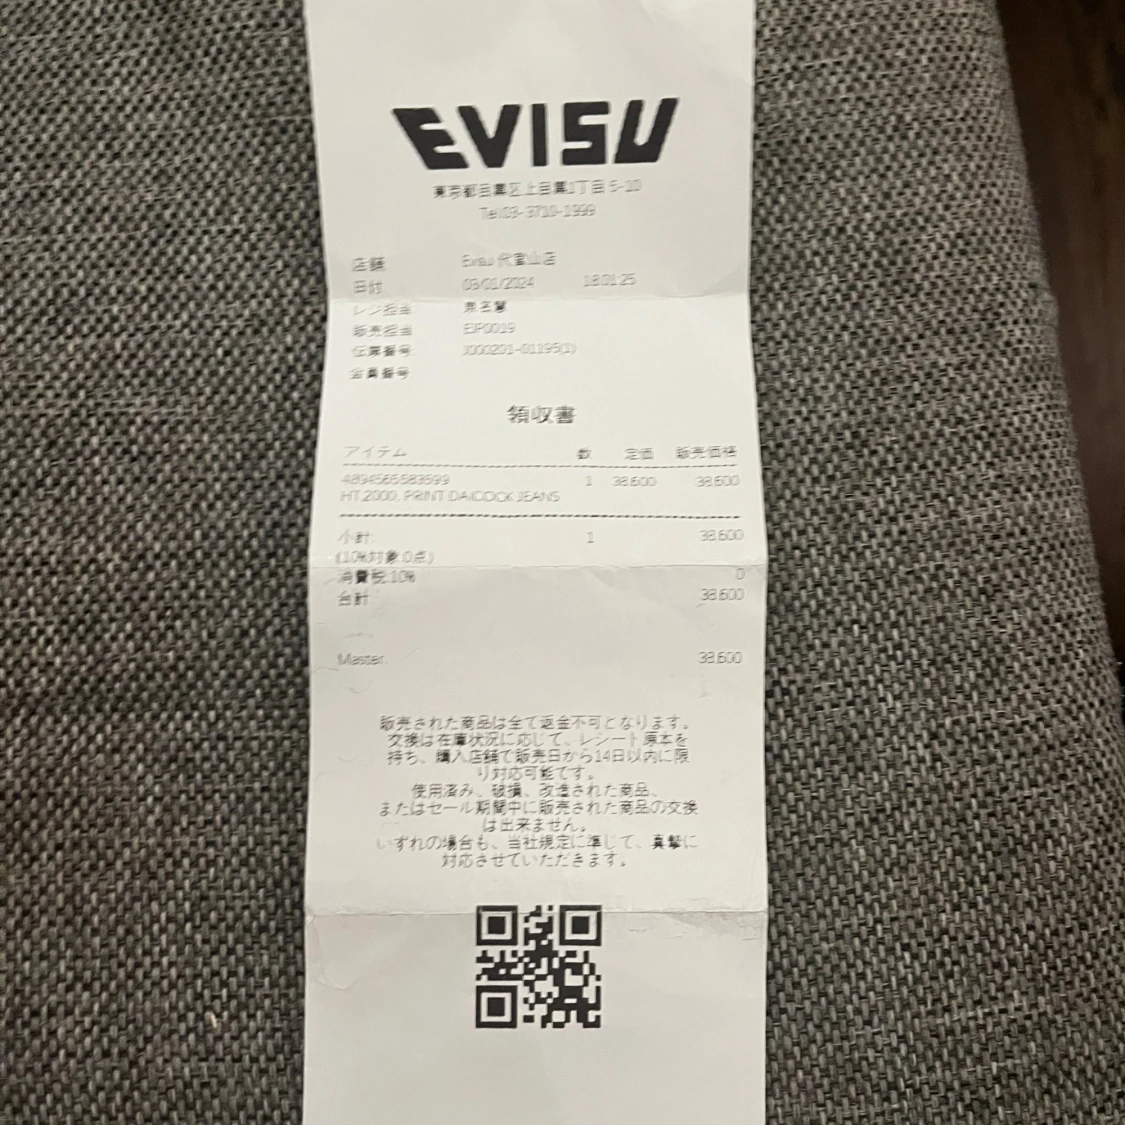 EVISU
東京都目黒区上目黒1丁目 5-10
Tel:03-3710-1999
店舗 Evisu 代官山店
日付 03/01/2024 18:01:25
レジ担当
販売担当 EJP0019
伝票番号 J000201-01195(1)
会員番号
領収書
アイテム 数 定価 販売価格
4894565583599 1 38,600 38,600
HT.2000, PRINT DAICOCK JEANS
小計: 1 38,600
(10%対象:0点)
消費税:10% 0
合計 38,600
Master: 38,600
販売された商品は全て返金不可となります。
交換は在庫状況に応じて、レシート原本を
持ち、購入店舗で販売日から14日以内に限
り対応可能です。
使用済み、破損、改造された商品、
またはセール期間中に販売された商品の交換
は出来ません。
いずれの場合も、当社規定に準じて、真摯に
対応させていただきます。